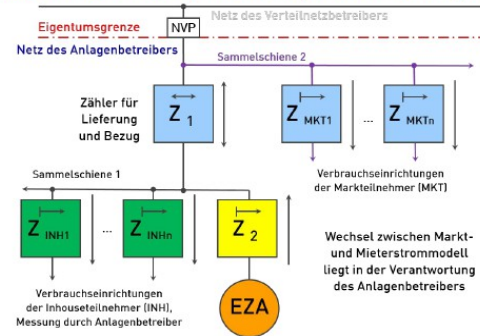 Netz des Verteilnetzbetreibers
Eigentumsgrenze
NVP
Netz des Anlagenbetreibers
Sammelschiene 2
Zähler für
Lieferung
und Bezug
Z 1
Z MKT1
...
Z MKTn
Verbrauchseinrichtungen
der Markteilnehmer (MKT)
Sammelschiene 1
Z INH1
...
Z INHn
Z 2
Wechsel zwischen Markt-
und Mieterstrommodell
liegt in der Verantwortung
des Anlagenbetreibers
Verbrauchseinrichtungen
der Inhouseteilnehmer (INH),
Messung durch Anlagenbetreiber
EZA